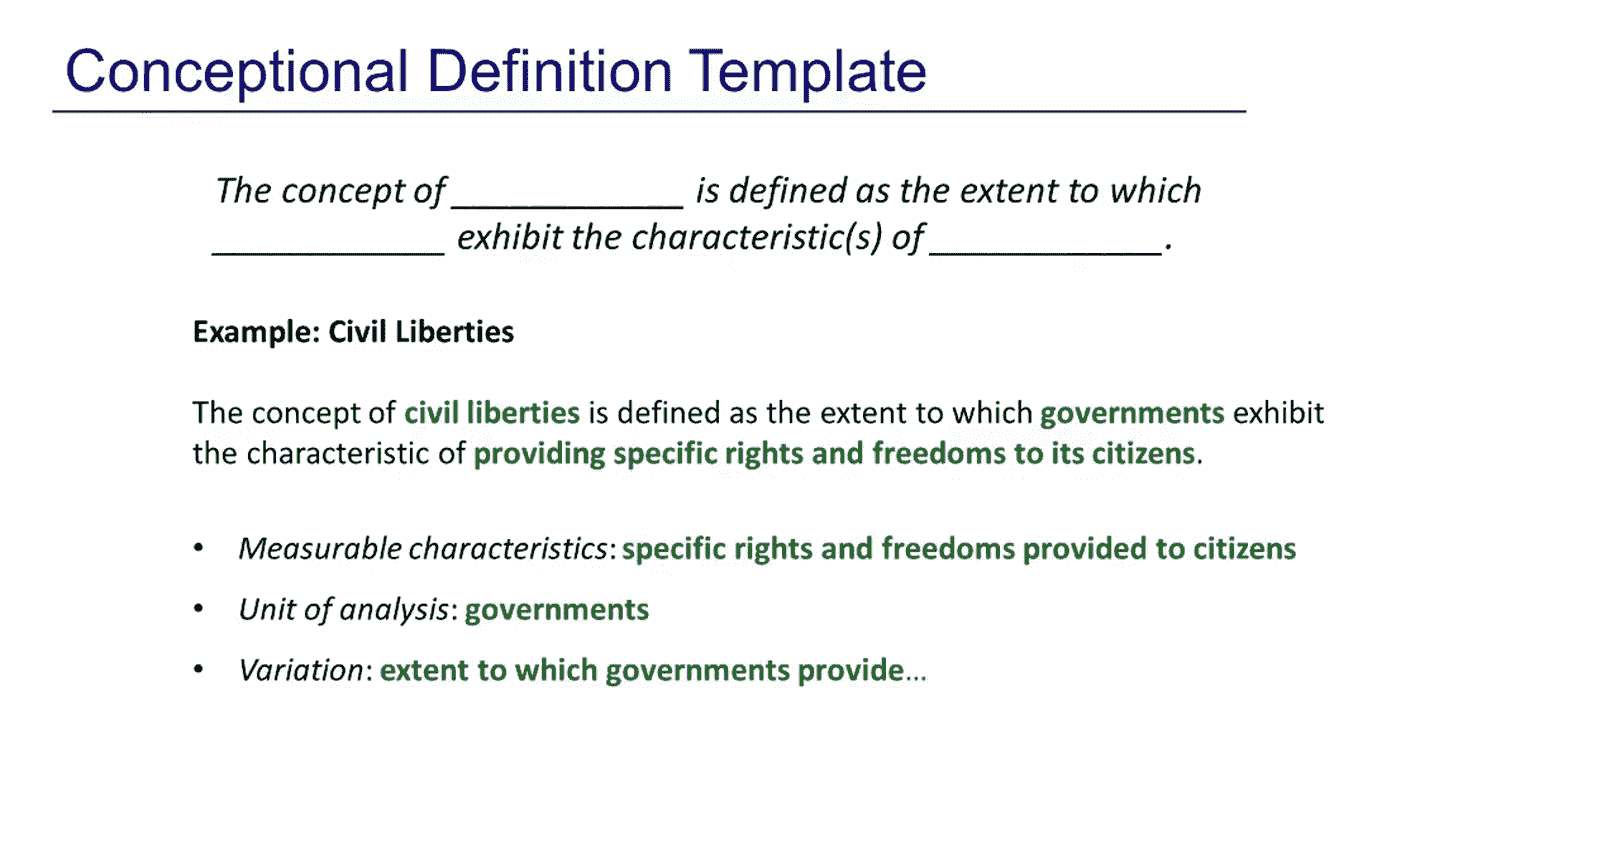 Conceptional Definition Template
The concept of ____________ is defined as the extent to which
____________ exhibit the characteristic(s) of ____________.
Example: Civil Liberties
The concept of civil liberties is defined as the extent to which governments exhibit
the characteristic of providing specific rights and freedoms to its citizens.
• Measurable characteristics: specific rights and freedoms provided to citizens
• Unit of analysis: governments
• Variation: extent to which governments provide...